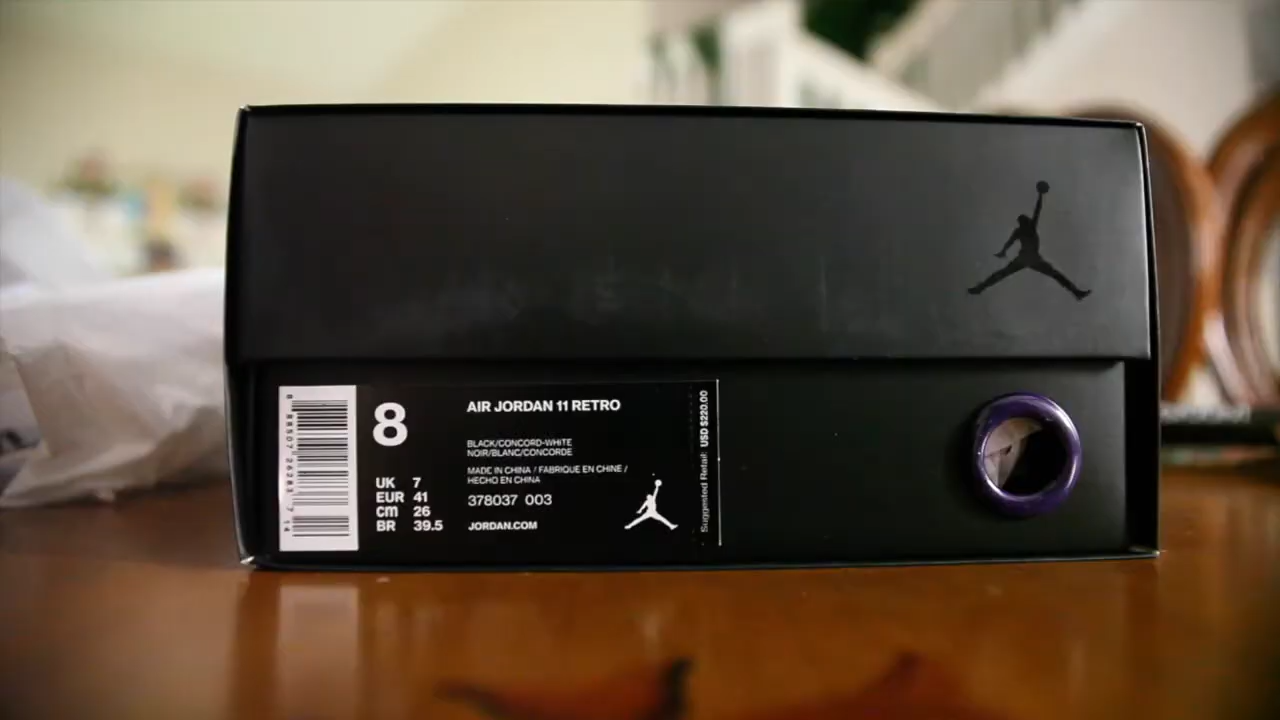 8
UK 7
EUR 41
cm 26
BR 39.5
AIR JORDAN 11 RETRO
BLACK/CONCORD-WHITE
NOIR/BLANC/CONCORDE
MADE IN CHINA / FABRIQUE EN CHINE /
HECHO EN CHINA
378037 003
JORDAN.COM
Suggested Retail: USD $220.00